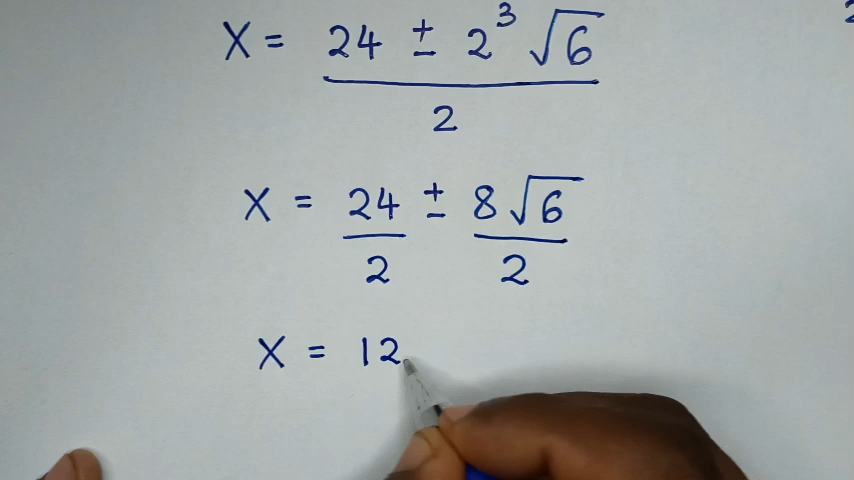 X = 24 ± 2³ √6
2
X = 24 ± 8√6
2 2
X = 12